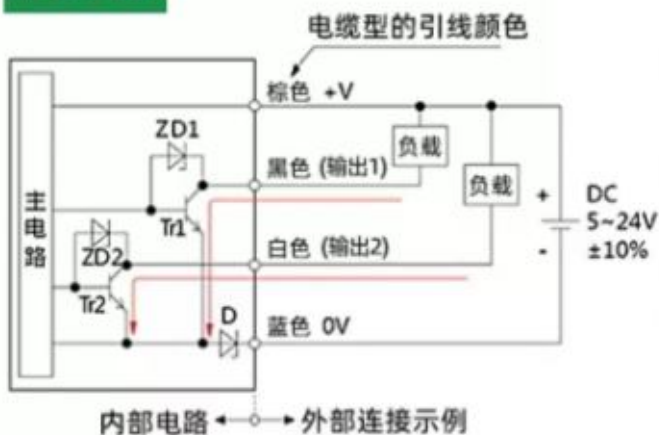 电缆型的引线颜色
棕色 +V
ZD1
黑色 (输出1)
负载
负载
主电路
Tr1
+
DC
5~24V
±10%
-
白色 (输出2)
ZD2
Tr2
D
蓝色 0V
内部电路
外部连接示例